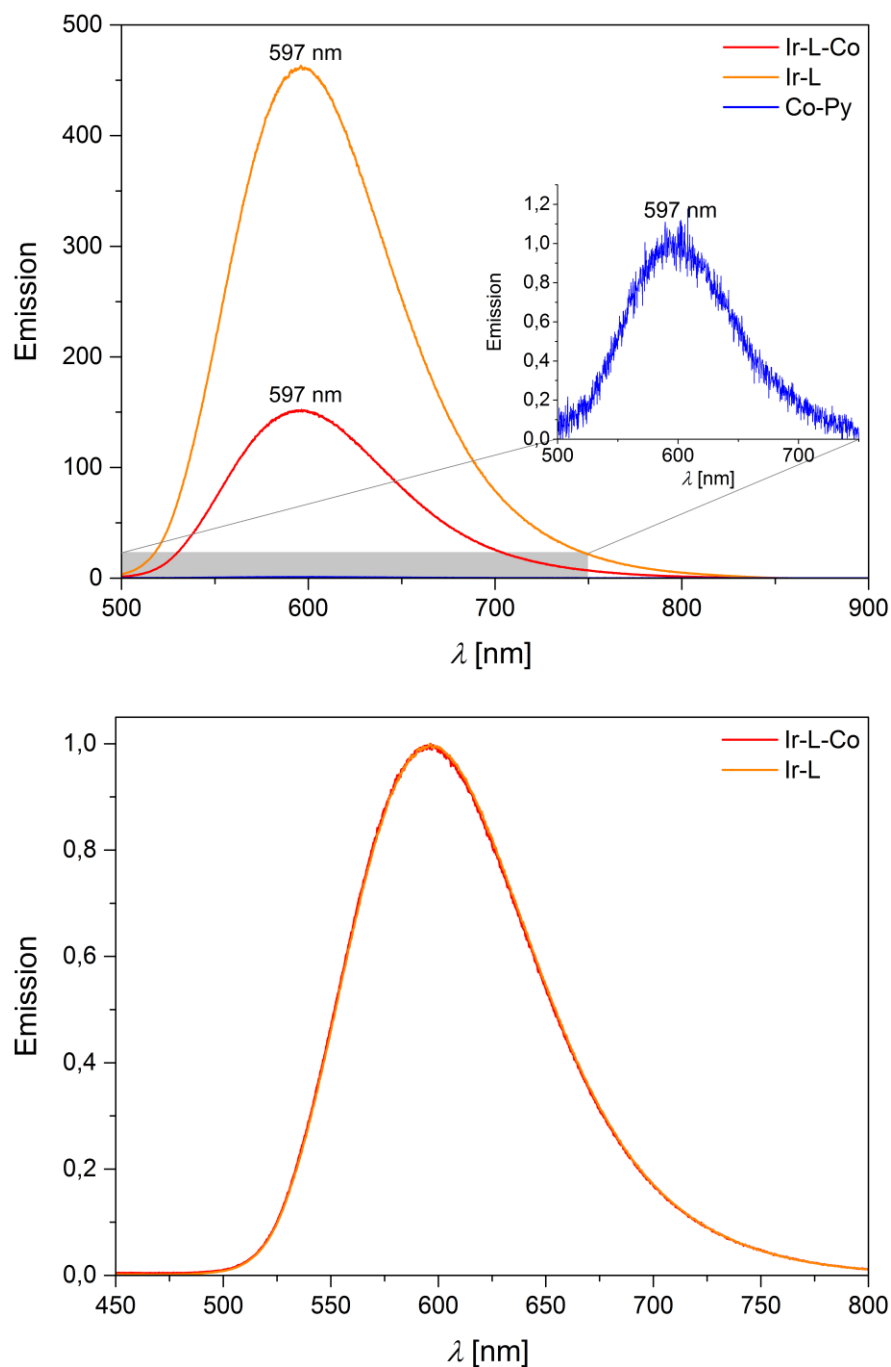 500
400
300
200
100
0
Emission
597 nm
597 nm
Ir-L-Co
Ir-L
Co-Py
1,2
1,0
0,8
0,6
0,4
0,2
0,0
Emission
597 nm
500 600 700
λ [nm]
500 600 700 800 900
λ [nm]
1,0
0,8
0,6
0,4
0,2
0,0
Emission
Ir-L-Co
Ir-L
450 500 550 600 650 700 750 800
λ [nm]